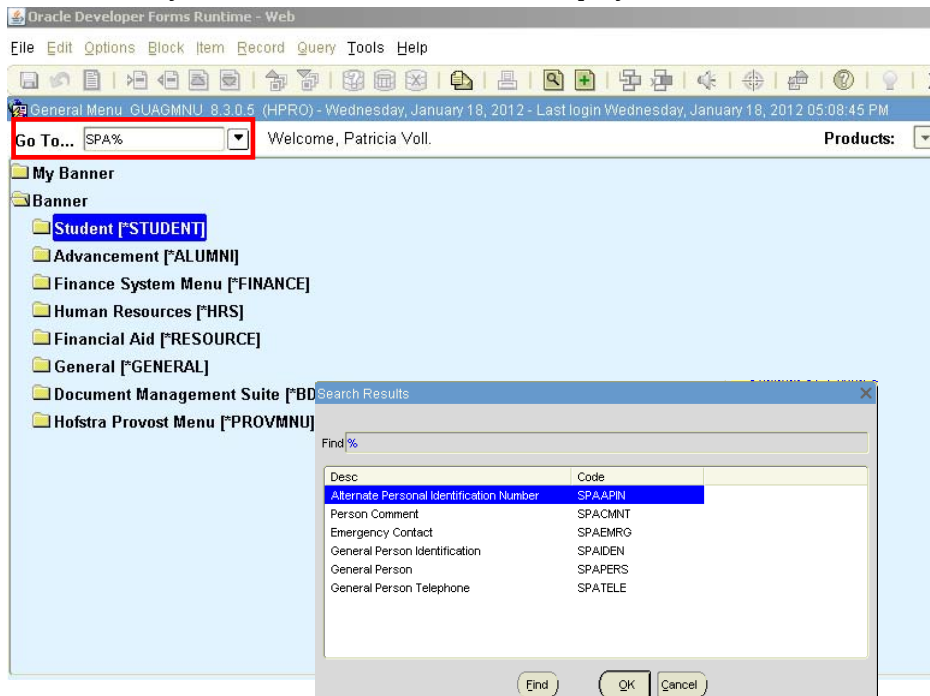 Oracle Developer Forms Runtime - Web
File Edit Options Block Item Record Query Tools Help
General Menu GUAGMNU 8.3.0.5 (HPRO) - Wednesday, January 18, 2012 - Last login Wednesday, January 18, 2012 05:08:45 PM
Go To... SPA% Welcome, Patricia Voll. Products:
My Banner
Banner
Student [*STUDENT]
Advancement [*ALUMNI]
Finance System Menu [*FINANCE]
Human Resources [*HRS]
Financial Aid [*RESOURCE]
General [*GENERAL]
Document Management Suite [*BD
Hofstra Provost Menu [*PROVMNU]
Search Results
Find %
Desc Code
Alternate Personal Identification Number SPAAPIN
Person Comment SPACMNT
Emergency Contact SPAEMRG
General Person Identification SPAIDEN
General Person SPAPERS
General Person Telephone SPATELE
Find OK Cancel